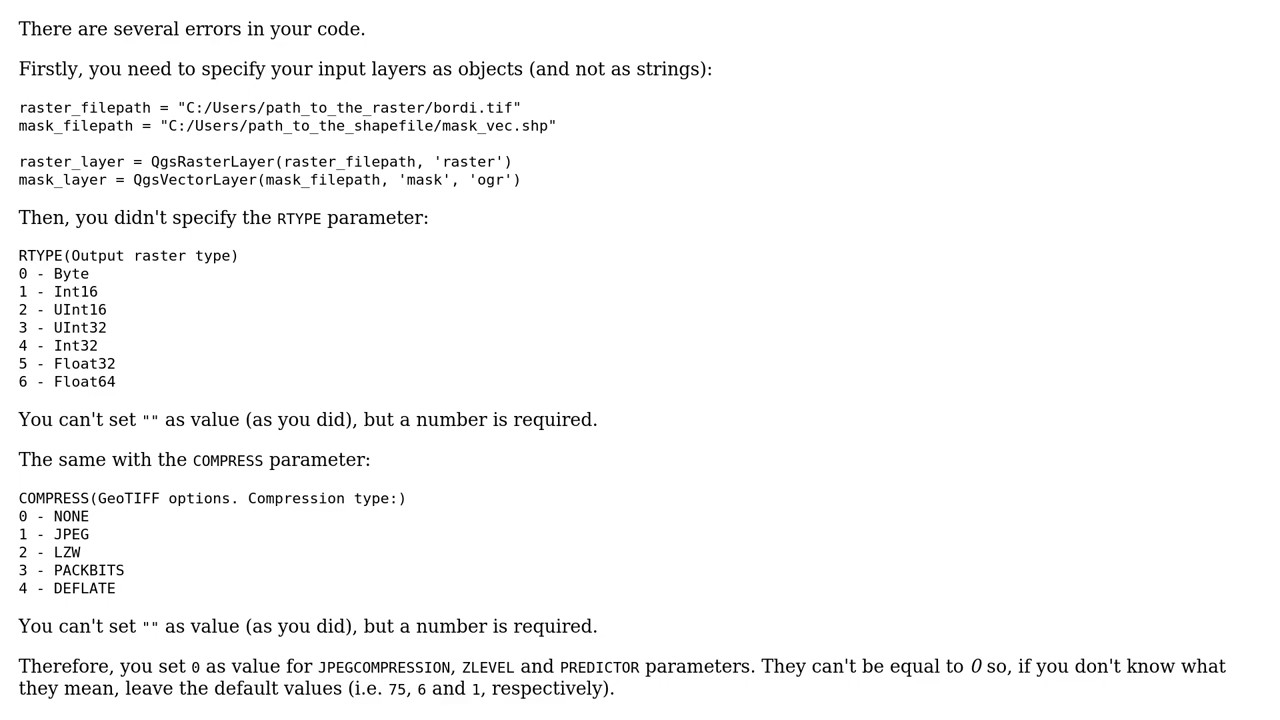 There are several errors in your code.
Firstly, you need to specify your input layers as objects (and not as strings):
raster_filepath = "C:/Users/path_to_the_raster/bordi.tif"
mask_filepath = "C:/Users/path_to_the_shapefile/mask_vec.shp"
raster_layer = QgsRasterLayer(raster_filepath, 'raster')
mask_layer = QgsVectorLayer(mask_filepath, 'mask', 'ogr')
Then, you didn't specify the RTYPE parameter:
RTYPE(Output raster type)
0 - Byte
1 - Int16
2 - UInt16
3 - UInt32
4 - Int32
5 - Float32
6 - Float64
You can't set "" as value (as you did), but a number is required.
The same with the COMPRESS parameter:
COMPRESS(GeoTIFF options. Compression type:)
0 - NONE
1 - JPEG
2 - LZW
3 - PACKBITS
4 - DEFLATE
You can't set "" as value (as you did), but a number is required.
Therefore, you set 0 as value for JPEGCOMPRESSION, ZLEVEL and PREDICTOR parameters. They can't be equal to 0 so, if you don't know what
they mean, leave the default values (i.e. 75, 6 and 1, respectively).